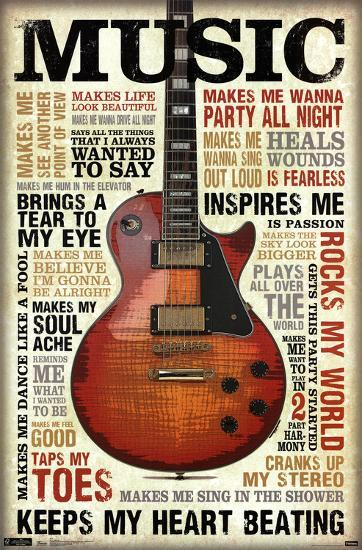 MUSIC
MAKES ME
SEE ANOTHER
POINT OF VIEW
MAKES LIFE
LOOK BEAUTIFUL
MAKES ME WANNA DRIVE ALL NIGHT
SAYS ALL THE THINGS
THAT I ALWAYS
WANTED
TO SAY
MAKES ME HUM IN THE ELEVATOR
BRINGS A
TEAR TO
MY EYE
MAKES ME DANCE LIKE A FOOL
MAKES ME
BELIEVE
I'M GONNA
BE ALRIGHT
MAKES MY
SOUL
ACHE
REMINDS
ME
WHAT
I WANTED
TO BE
MAKES ME FEEL
GOOD
TAPS MY
TOES
MAKES ME WANNA
PARTY ALL NIGHT
MAKES ME
WANNA SING
OUT LOUD
HEALS
WOUNDS
IS FEARLESS
INSPIRES ME
IS PASSION
MAKES THE
SKY LOOK
BIGGER
ROCKS MY WORLD
GETS THIS PARTY STARTED
PLAYS
ALL OVER
THE
WORLD
MAKES
ME
WANT
TO
PLAY
IN
2
PART
HAR-
MONY
CRANKS UP
MY STEREO
MAKES ME SING IN THE SHOWER
KEEPS MY HEART BEATING